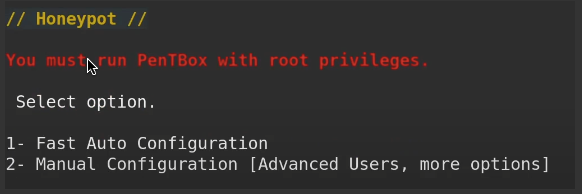 // Honeypot //
You must run PenTBox with root privileges.
Select option.
1- Fast Auto Configuration
2- Manual Configuration [Advanced Users, more options]